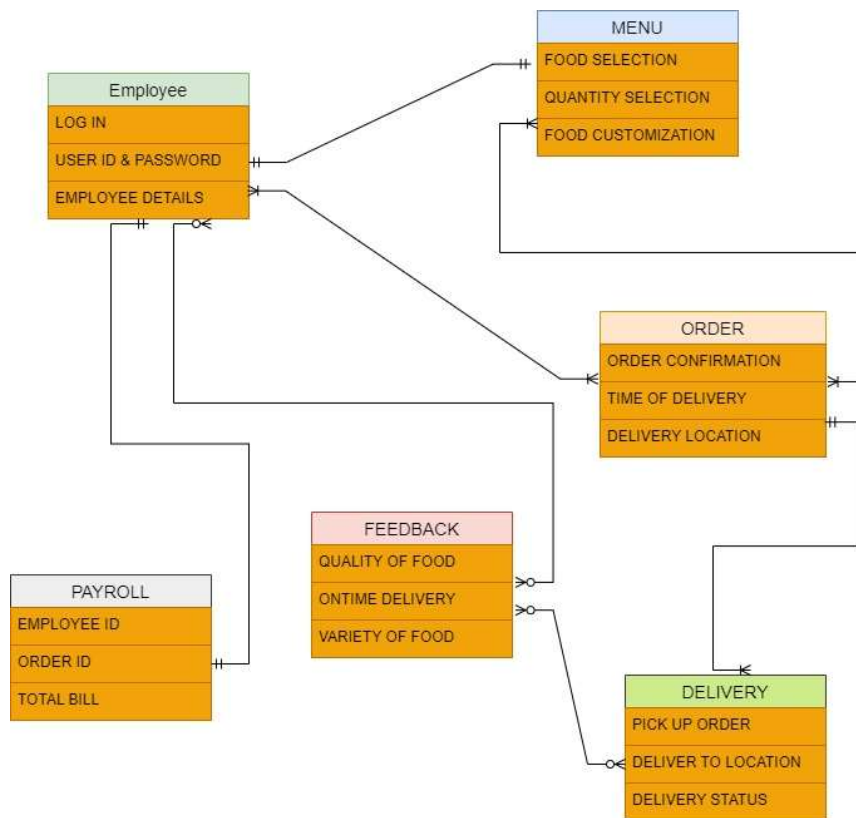 MENU
FOOD SELECTION
QUANTITY SELECTION
FOOD CUSTOMIZATION
Employee
LOG IN
USER ID & PASSWORD
EMPLOYEE DETAILS
ORDER
ORDER CONFIRMATION
TIME OF DELIVERY
DELIVERY LOCATION
FEEDBACK
QUALITY OF FOOD
ONTIME DELIVERY
VARIETY OF FOOD
PAYROLL
EMPLOYEE ID
ORDER ID
TOTAL BILL
DELIVERY
PICK UP ORDER
DELIVER TO LOCATION
DELIVERY STATUS